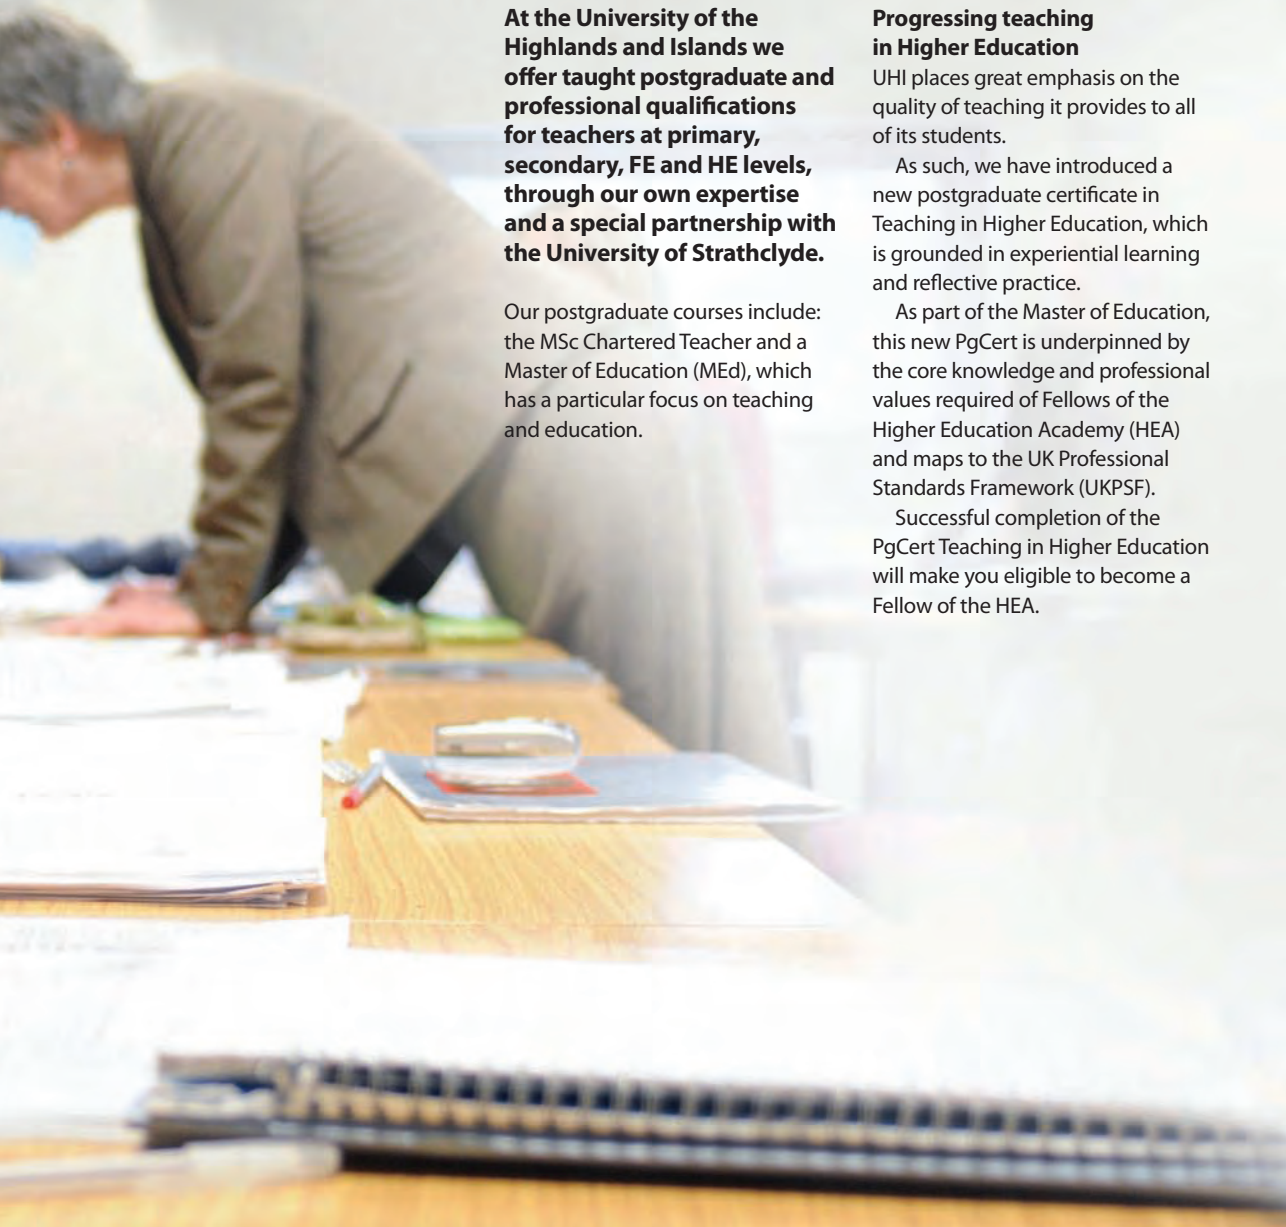 At the University of the
Highlands and Islands we
offer taught postgraduate and
professional qualifications
for teachers at primary,
secondary, FE and HE levels,
through our own expertise
and a special partnership with
the University of Strathclyde.
Our postgraduate courses include:
the MSc Chartered Teacher and a
Master of Education (MEd), which
has a particular focus on teaching
and education.
Progressing teaching
in Higher Education
UHI places great emphasis on the
quality of teaching it provides to all
of its students.
As such, we have introduced a
new postgraduate certificate in
Teaching in Higher Education, which
is grounded in experiential learning
and reflective practice.
As part of the Master of Education,
this new PgCert is underpinned by
the core knowledge and professional
values required of Fellows of the
Higher Education Academy (HEA)
and maps to the UK Professional
Standards Framework (UKPSF).
Successful completion of the
PgCert Teaching in Higher Education
will make you eligible to become a
Fellow of the HEA.